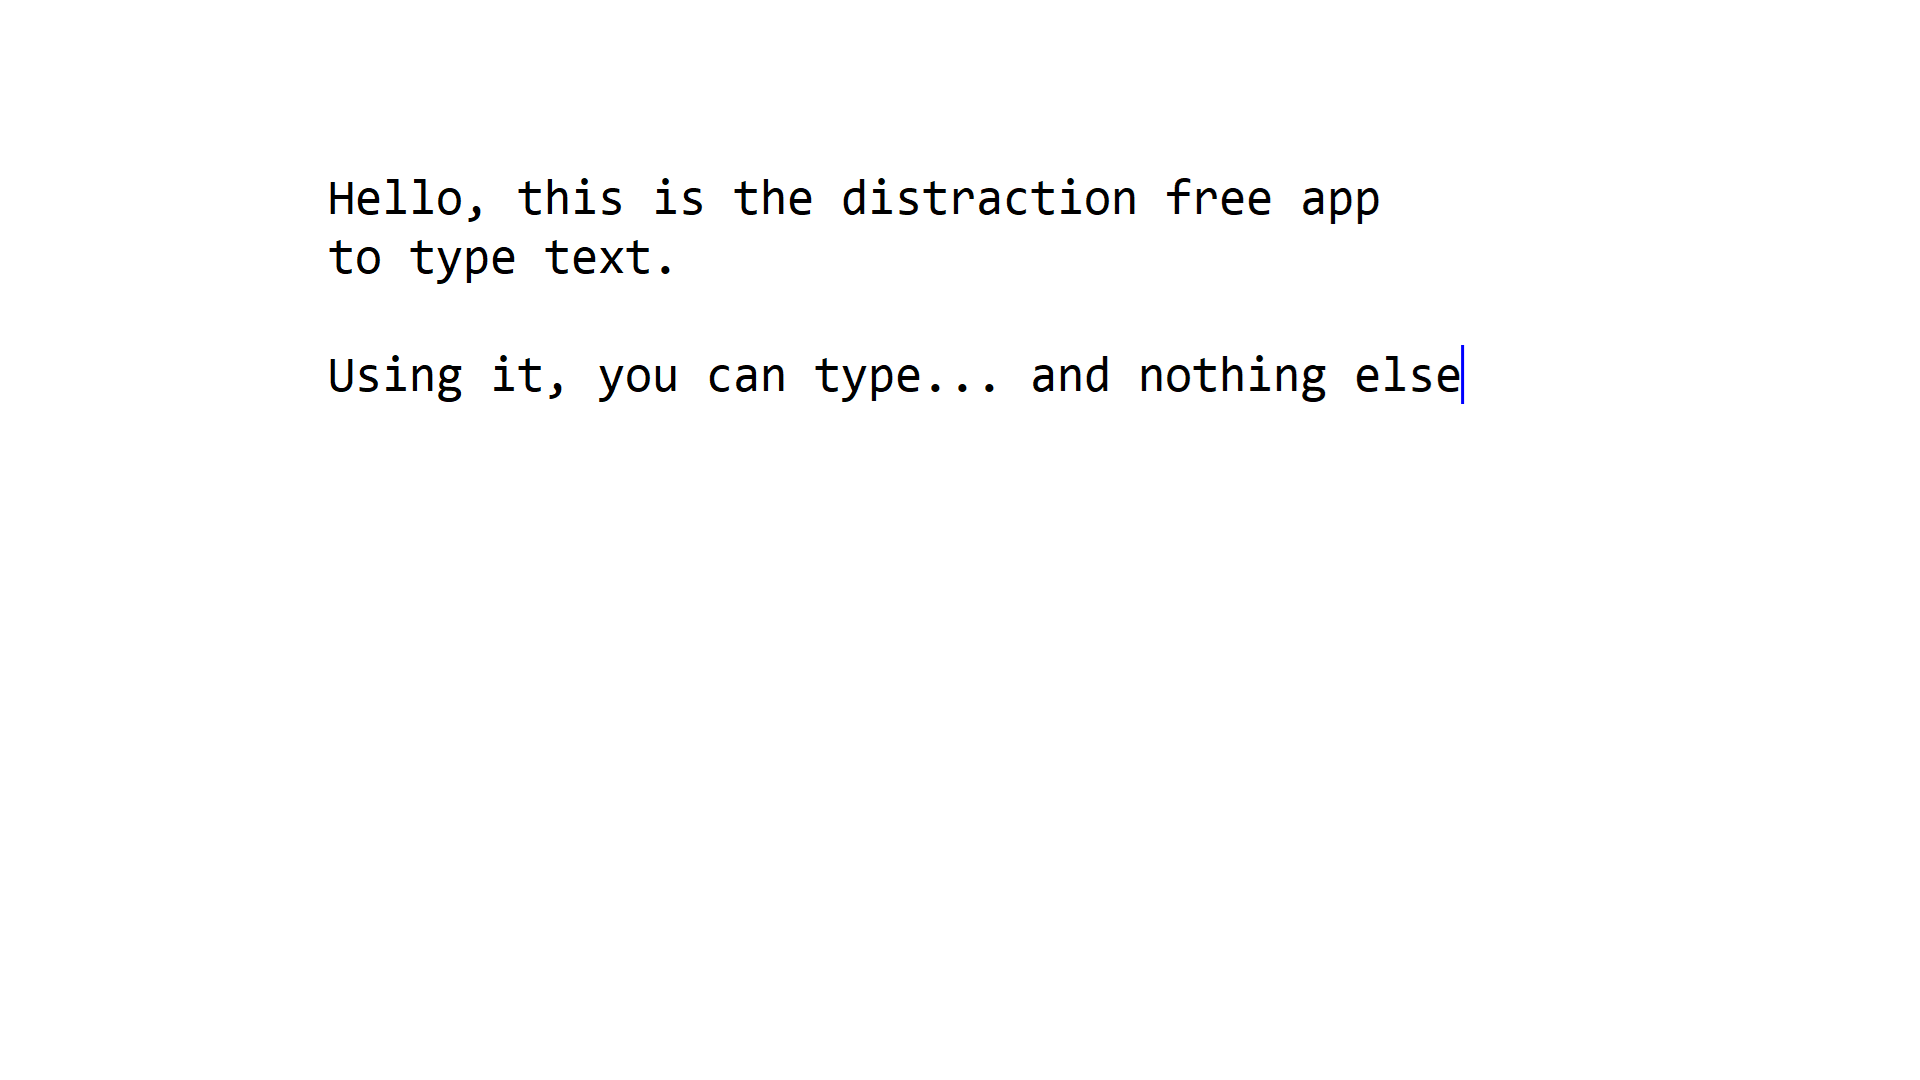 Hello, this is the distraction free app
to type text.
Using it, you can type... and nothing else